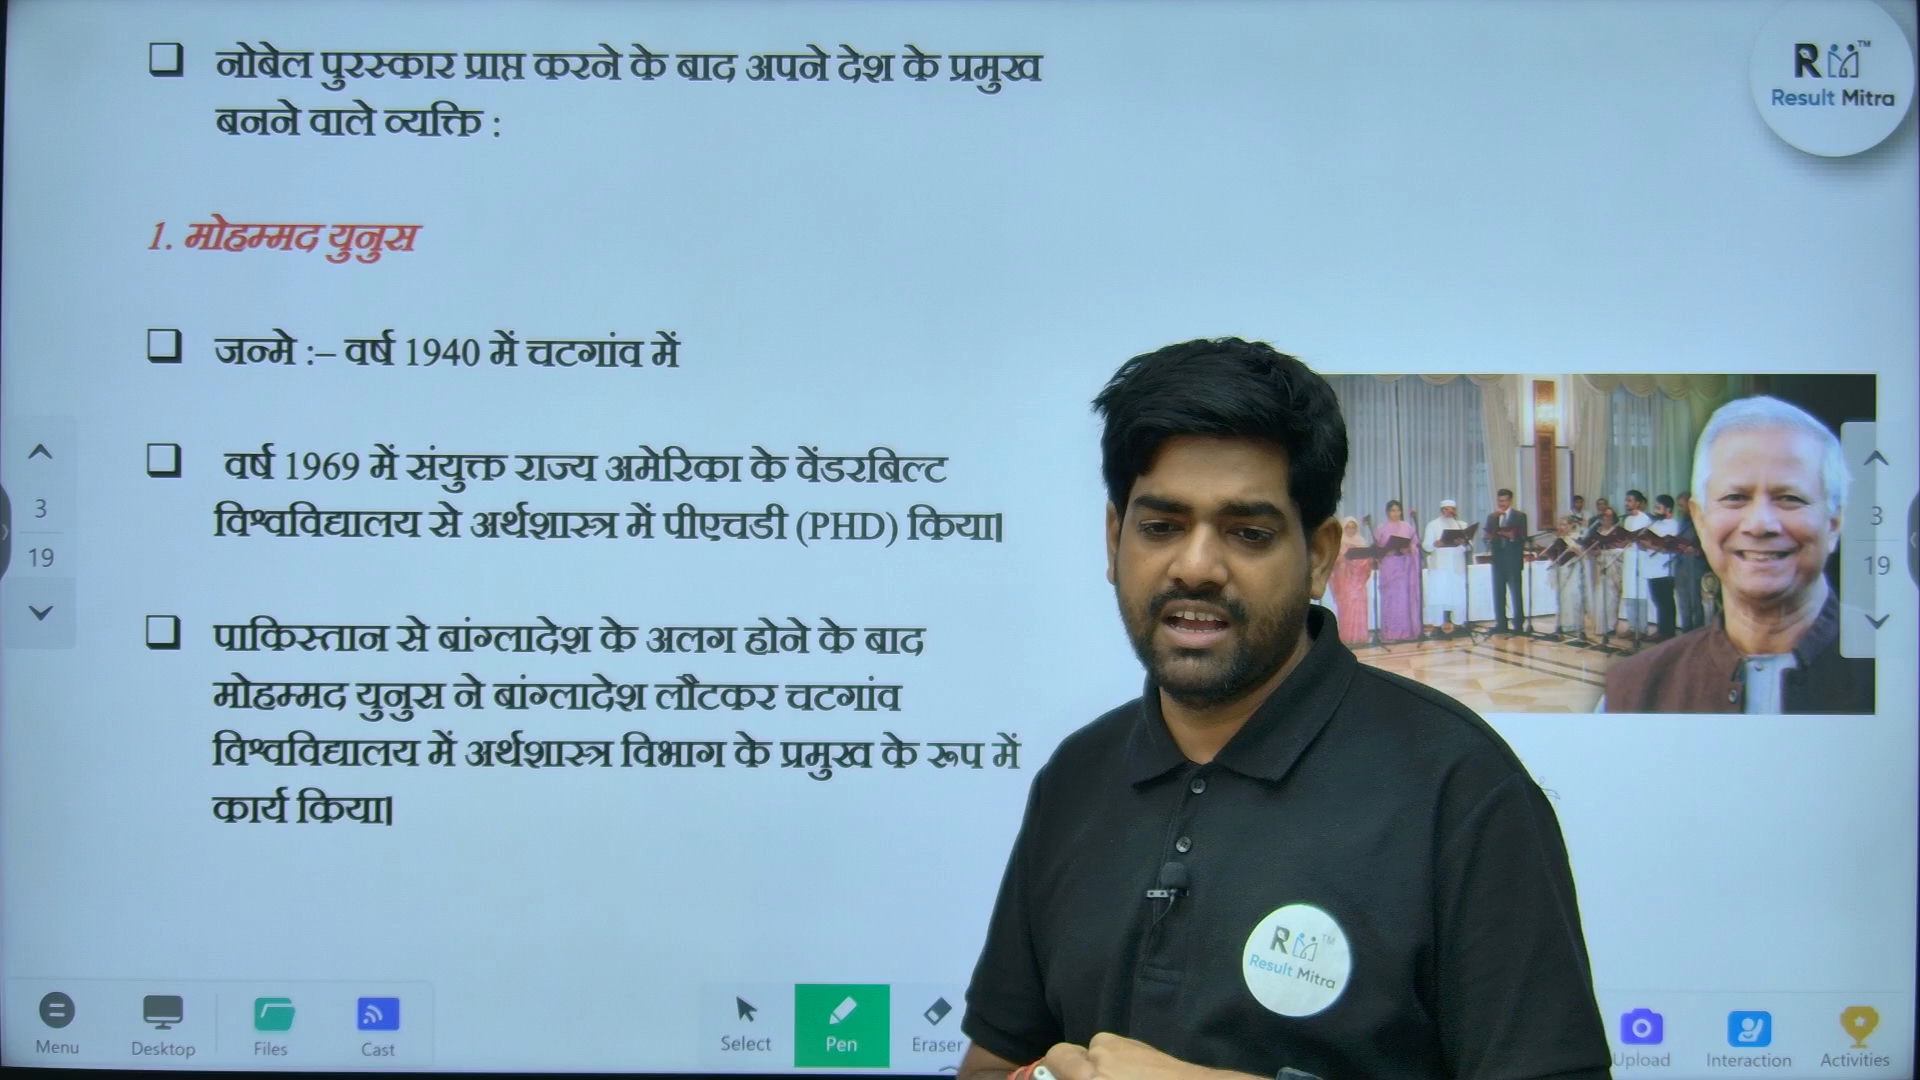 नोबेल पुरस्कार प्राप्त करने के बाद अपने देश के प्रमुख
बनने वाले व्यक्ति :
R TM
Result Mitra
1. मोहम्मद युनुस
जन्मे :– वर्ष 1940 में चटगांव में
वर्ष 1969 में संयुक्त राज्य अमेरिका के वेंडरबिल्ट
विश्वविद्यालय से अर्थशास्त्र में पीएचडी (PHD) किया।
पाकिस्तान से बांग्लादेश के अलग होने के बाद
मोहम्मद युनुस ने बांग्लादेश लौटकर चटगांव
विश्वविद्यालय में अर्थशास्त्र विभाग के प्रमुख के रूप में
कार्य किया।
3
19
3
19
R TM
Result Mitra
Menu
Desktop
Files
Cast
Select
Pen
Eraser
Upload
Interaction
Activities